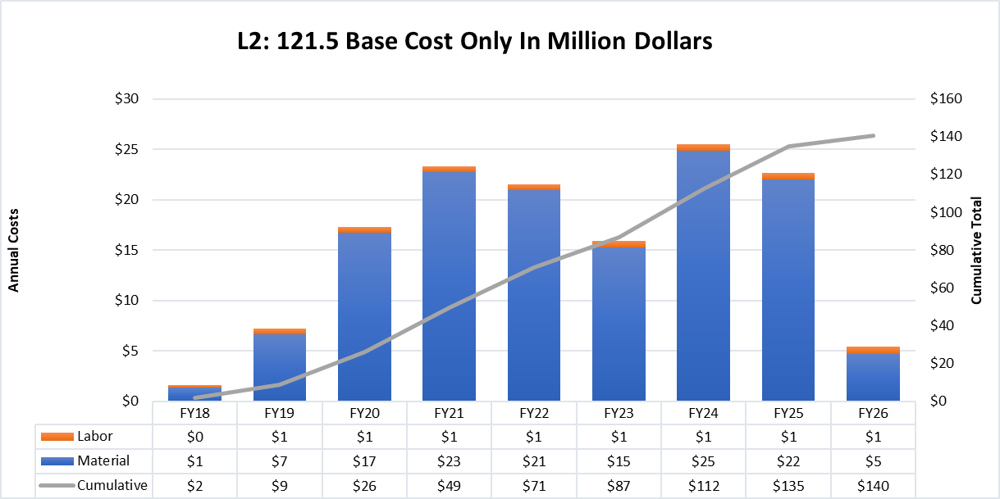 L2: 121.5 Base Cost Only In Million Dollars
$30 $160
$140
$25
$120
$20
$100
$15 $80
$60
$10
$40
$5
$20
$0 $0
Annual Costs
Cumulative Total
FY18 FY19 FY20 FY21 FY22 FY23 FY24 FY25 FY26
Labor $0 $1 $1 $1 $1 $1 $1 $1 $1
Material $1 $7 $17 $23 $21 $15 $25 $22 $5
Cumulative $2 $9 $26 $49 $71 $87 $112 $135 $140